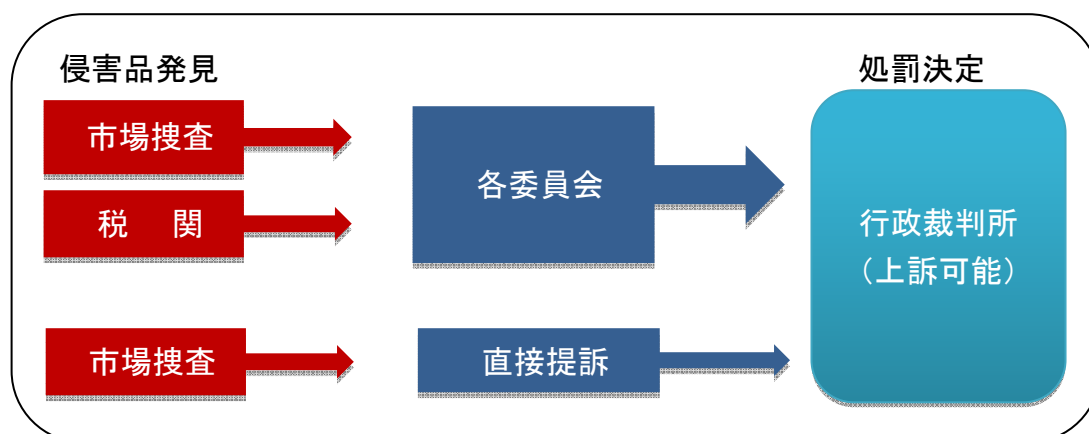 侵害品発見
処罰決定
市場捜査
税　関
各委員会
行政裁判所
（上訴可能）
市場捜査
直接提訴